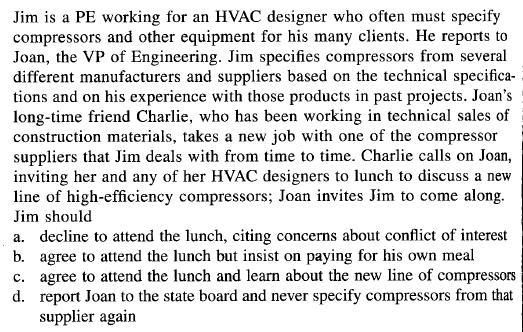 Jim is a PE working for an HVAC designer who often must specify
compressors and other equipment for his many clients. He reports to
Joan, the VP of Engineering. Jim specifies compressors from several
different manufacturers and suppliers based on the technical specifica-
tions and on his experience with those products in past projects. Joan's
long-time friend Charlie, who has been working in technical sales of
construction materials, takes a new job with one of the compressor
suppliers that Jim deals with from time to time. Charlie calls on Joan,
inviting her and any of her HVAC designers to lunch to discuss a new
line of high-efficiency compressors; Joan invites Jim to come along.
Jim should
a. decline to attend the lunch, citing concerns about conflict of interest
b. agree to attend the lunch but insist on paying for his own meal
c. agree to attend the lunch and learn about the new line of compressors
d. report Joan to the state board and never specify compressors from that
supplier again